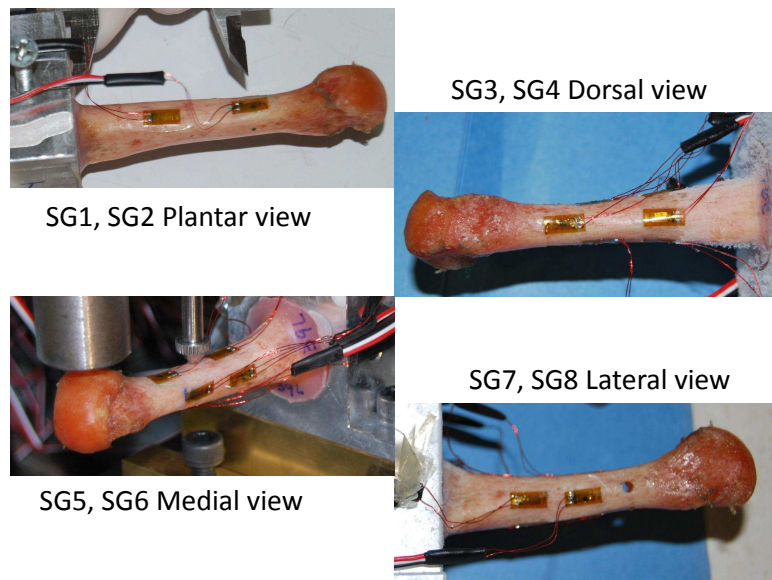 SG3, SG4 Dorsal view
SG1, SG2 Plantar view
SG7, SG8 Lateral view
SG5, SG6 Medial view